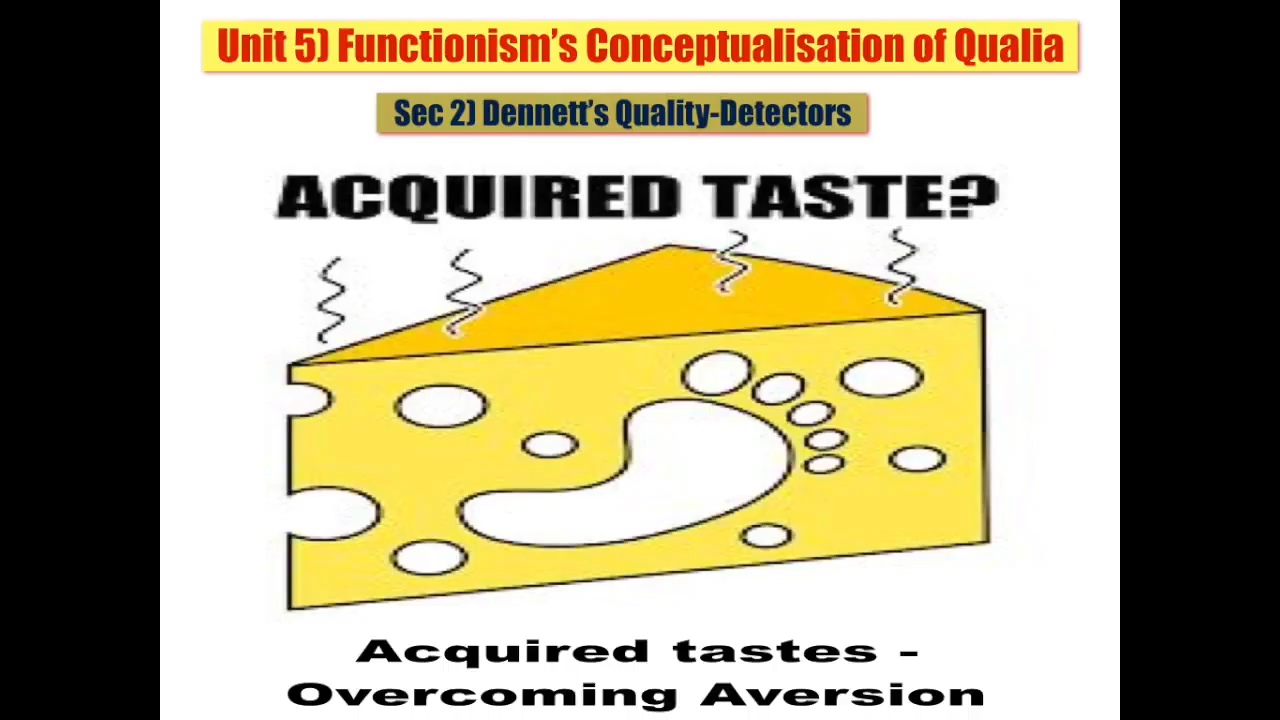 Unit 5) Functionism's Conceptualisation of Qualia
Sec 2) Dennett's Quality-Detectors
ACQUIRED TASTE?
Acquired tastes -
Overcoming Aversion